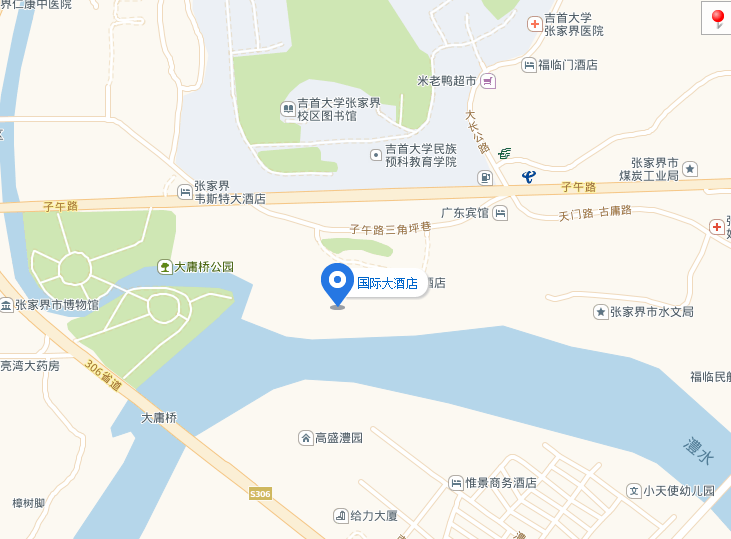 界仁康中医院
吉首大学
张家界医院
福临门酒店
米老鸭超市
吉首大学张家界
校区图书馆
大长公路
吉首大学民族
预科教育学院
张家界市
煤炭工业局
张家界
韦斯特大酒店
子午路
子午路
广东宾馆
天门路 古庸路
子午路三角坪巷
大庸桥公园
国际大酒店
酒店
张家界市博物馆
张家界市水文局
亮湾大药房
306省道
福临民航
大庸桥
高盛澧园
澧水
惟景商务酒店
S306
小天使幼儿园
樟树脚
给力大厦